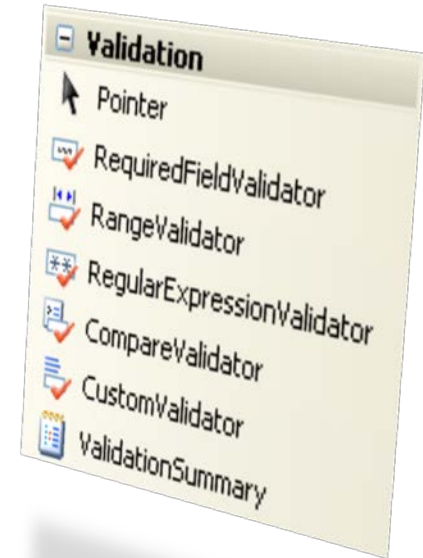 Validation
Pointer
RequiredFieldValidator
RangeValidator
RegularExpressionValidator
CompareValidator
CustomValidator
ValidationSummary